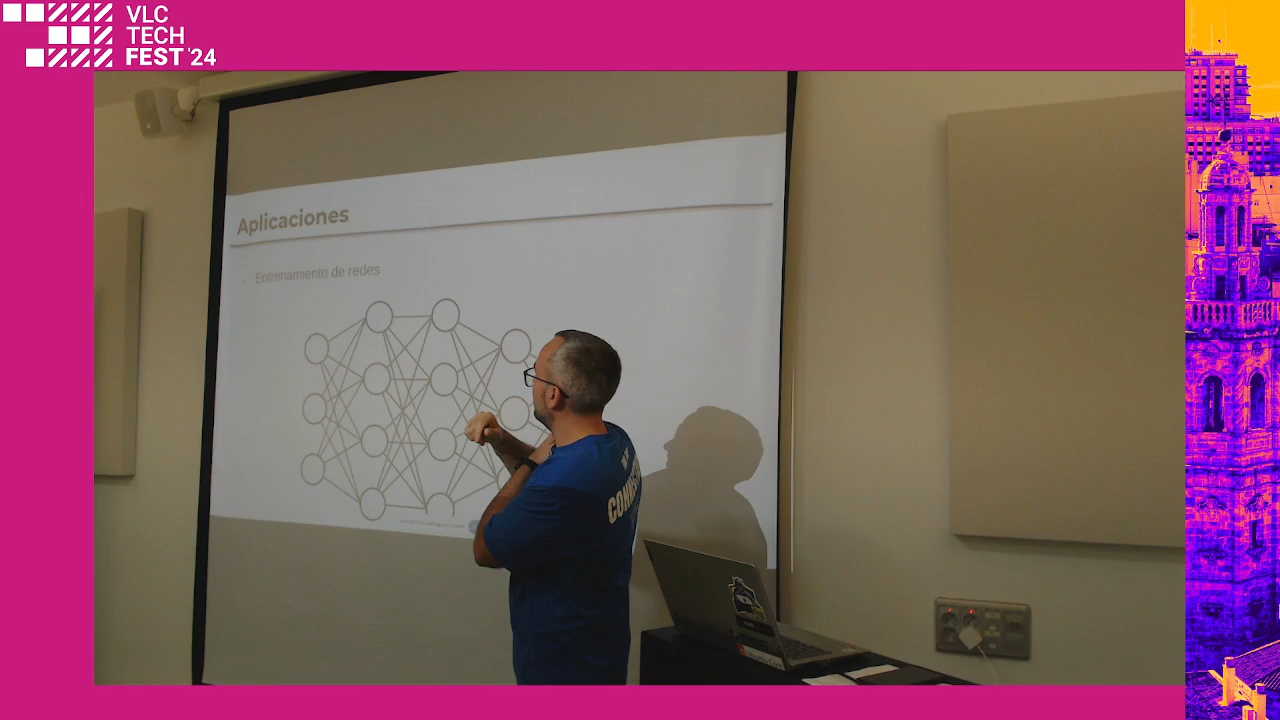 VLC
TECH
FEST '24
Aplicaciones
- Entrenamiento de redes